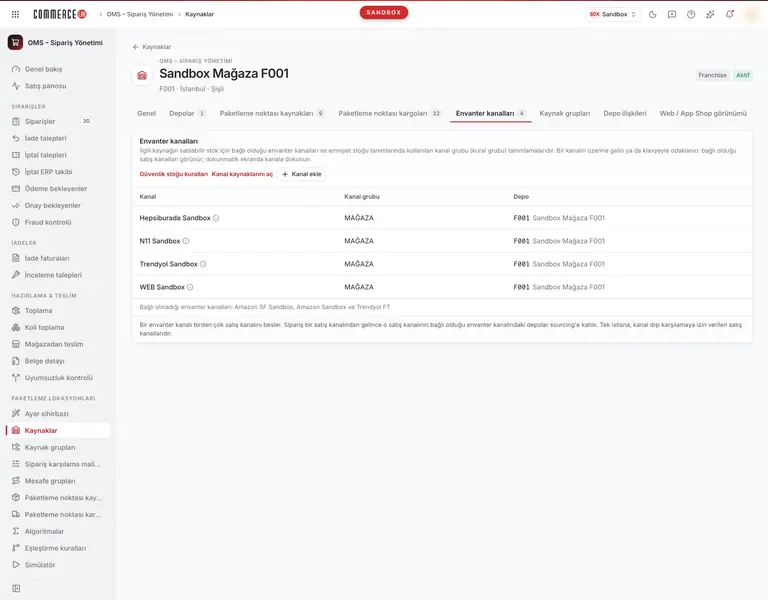 COMMERCE
OMS – Sipariş Yönetimi
Kaynaklar
SANDBOX
SDX Sandbox
OMS – Sipariş Yönetimi
Genel bakış
Satış panosu
SİPARİŞLER
Siparişler 30
İade talepleri
İptal talepleri
İptal ERP takibi
Ödeme bekleyenler
Onay bekleyenler
Fraud kontrolü
İADELER
İade faturaları
İnceleme talepleri
HAZIRLAMA & TESLİM
Toplama
Koli toplama
Mağazadan teslim
Belge detayı
Uyumsuzluk kontrolü
PAKETLEME LOKASYONLARI
Ayar sihirbazı
Kaynaklar
Kaynak grupları
Sipariş karşılama mali...
Mesafe grupları
Paketleme noktası kay...
Paketleme noktası kar...
Algoritmalar
Eşleştirme kuralları
Simülatör
← Kaynaklar
OMS – SİPARİŞ YÖNETİMİ
Sandbox Mağaza F001
F001 · İstanbul · Şişli
Franchise
Aktif
Genel
Depolar 1
Paketleme noktası kaynakları 9
Paketleme noktası kargoları 12
Envanter kanalları 4
Kaynak grupları
Depo ilişkileri
Web / App Shop görünümü
Envanter kanalları
İlgili kaynağın satılabilir stok için bağlı olduğu envanter kanalları ve emniyet stoğu tanımlarında kullanılan kanal grubu (kural grubu) tanımlamalarıdır. Bir kanalın üzerine gelin ya da klavyeyle odaklanın: bağlı olduğu
satış kanalları görünür; dokunmatik ekranda kanala dokunun.
Güvenlik stoğu kuralları
Kanal kaynaklarını aç
+ Kanal ekle
Kanal
Kanal grubu
Depo
Hepsiburada Sandbox
MAĞAZA
F001 Sandbox Mağaza F001
N11 Sandbox
MAĞAZA
F001 Sandbox Mağaza F001
Trendyol Sandbox
MAĞAZA
F001 Sandbox Mağaza F001
WEB Sandbox
MAĞAZA
F001 Sandbox Mağaza F001
Bağlı olmadığı envanter kanalları: Amazon SF Sandbox, Amazon Sandbox ve Trendyol FT
Bir envanter kanalı birden çok satış kanalını besler. Sipariş bir satış kanalından gelince o satış kanalının bağlı olduğu envanter kanalındaki depolar sourcing'e katılır. Tek istisna, kanal dışı karşılamaya izin verilen satış
kanallarıdır.